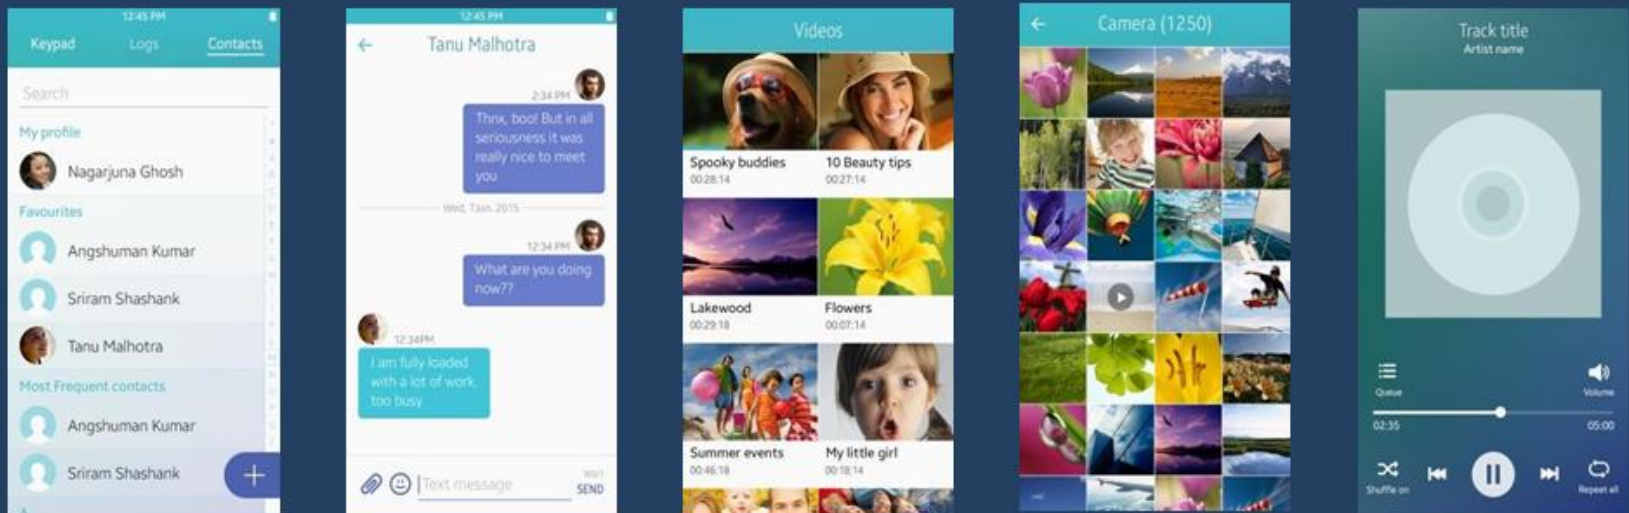 12:45 PM
Keypad Logs Contacts
Search
My profile
Nagarjuna Ghosh
Favourites
Angshuman Kumar
Sriram Shashank
Tanu Malhotra
Most Frequent contacts
Angshuman Kumar
Sriram Shashank
12:45 PM
Tanu Malhotra
2:34 PM
Thnx, boo! But in all
seriousness it was
really nice to meet
you
Wed, 7Jan, 2015
12:34 PM
What are you doing
now??
12:34PM
I am fully loaded
with a lot of work.
too busy
Text message
SEND
Videos
Spooky buddies 10 Beauty tips
00:28:14 00:27:14
Lakewood Flowers
00:29:18 00:07:14
Summer events My little girl
00:46:18 00:18:14
Camera (1250)
Track title
Artist name
Queue Volume
02:35 05:00
Shuffle on Repeat all